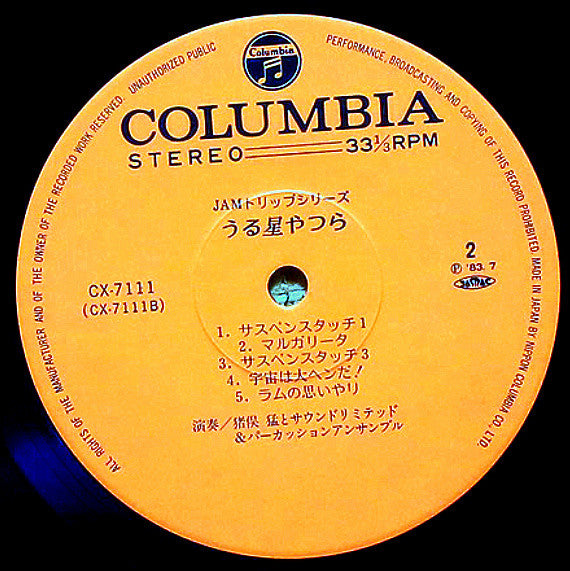 Columbia
ALL RIGHTS OF THE MANUFACTURER AND OF THE OWNER OF THE RECORDED WORK RESERVED. UNAUTHORIZED PUBLIC PERFORMANCE, BROADCASTING AND COPYING OF THIS RECORD PROHIBITED MADE IN JAPAN BY NIPPON COLUMBIA CO.LTD.
COLUMBIA
STEREO 33⅓RPM
JAMトリップシリーズ
うる星やつら
2
Ⓟ '83.7
JASRAC
CX-7111
(CX-7111B)
1. サスペンスタッチ1
2. マルガリータ
3. サスペンスタッチ3
4. 宇宙は大ヘンだ!
5. ラムの思いやり
演奏/猪俣 猛とサウンドリミテッド
&パーカッションアンサンブル